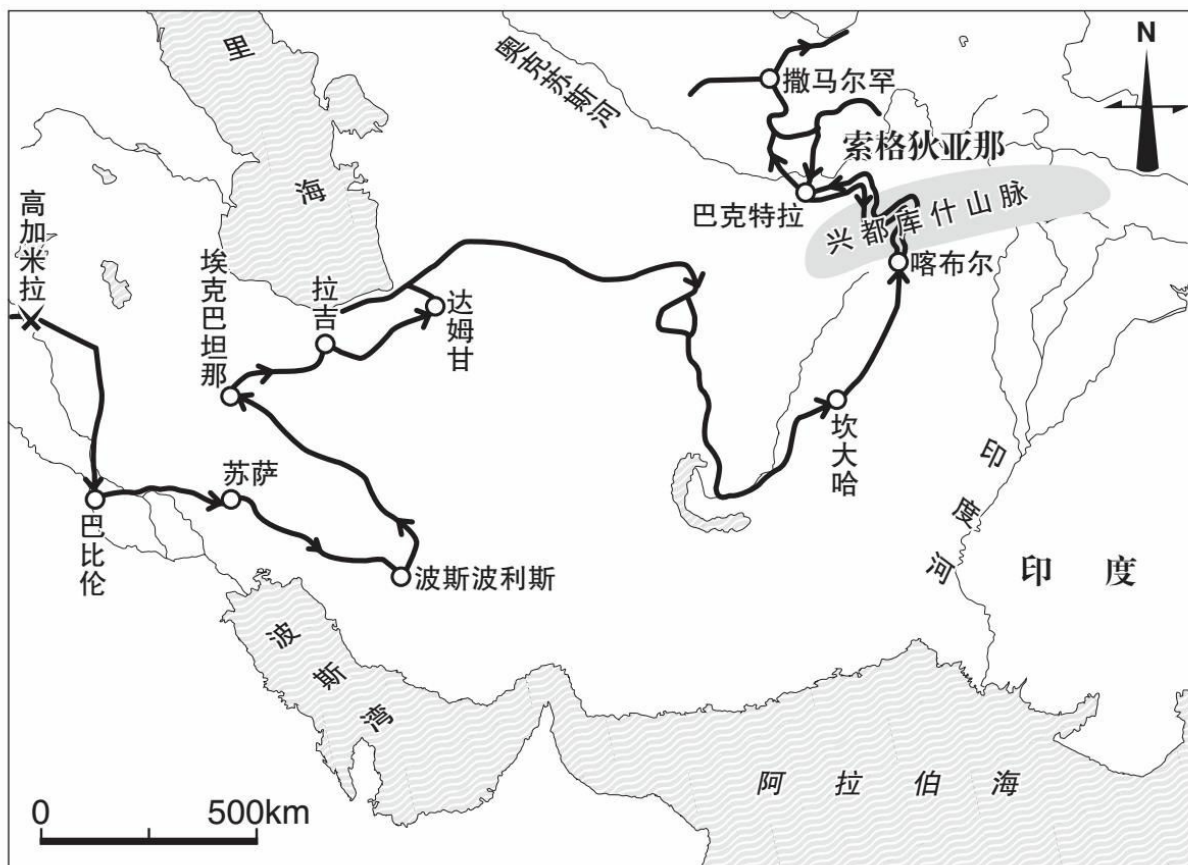 里海
奥克苏斯河
撒马尔罕
N
索格狄亚那
巴克特拉
兴都库什山脉
喀布尔
高加米拉
埃克巴坦那
拉吉
达姆甘
坎大哈
苏萨
巴比伦
波斯波利斯
印度河
印度
波斯湾
阿拉伯海
0 500km